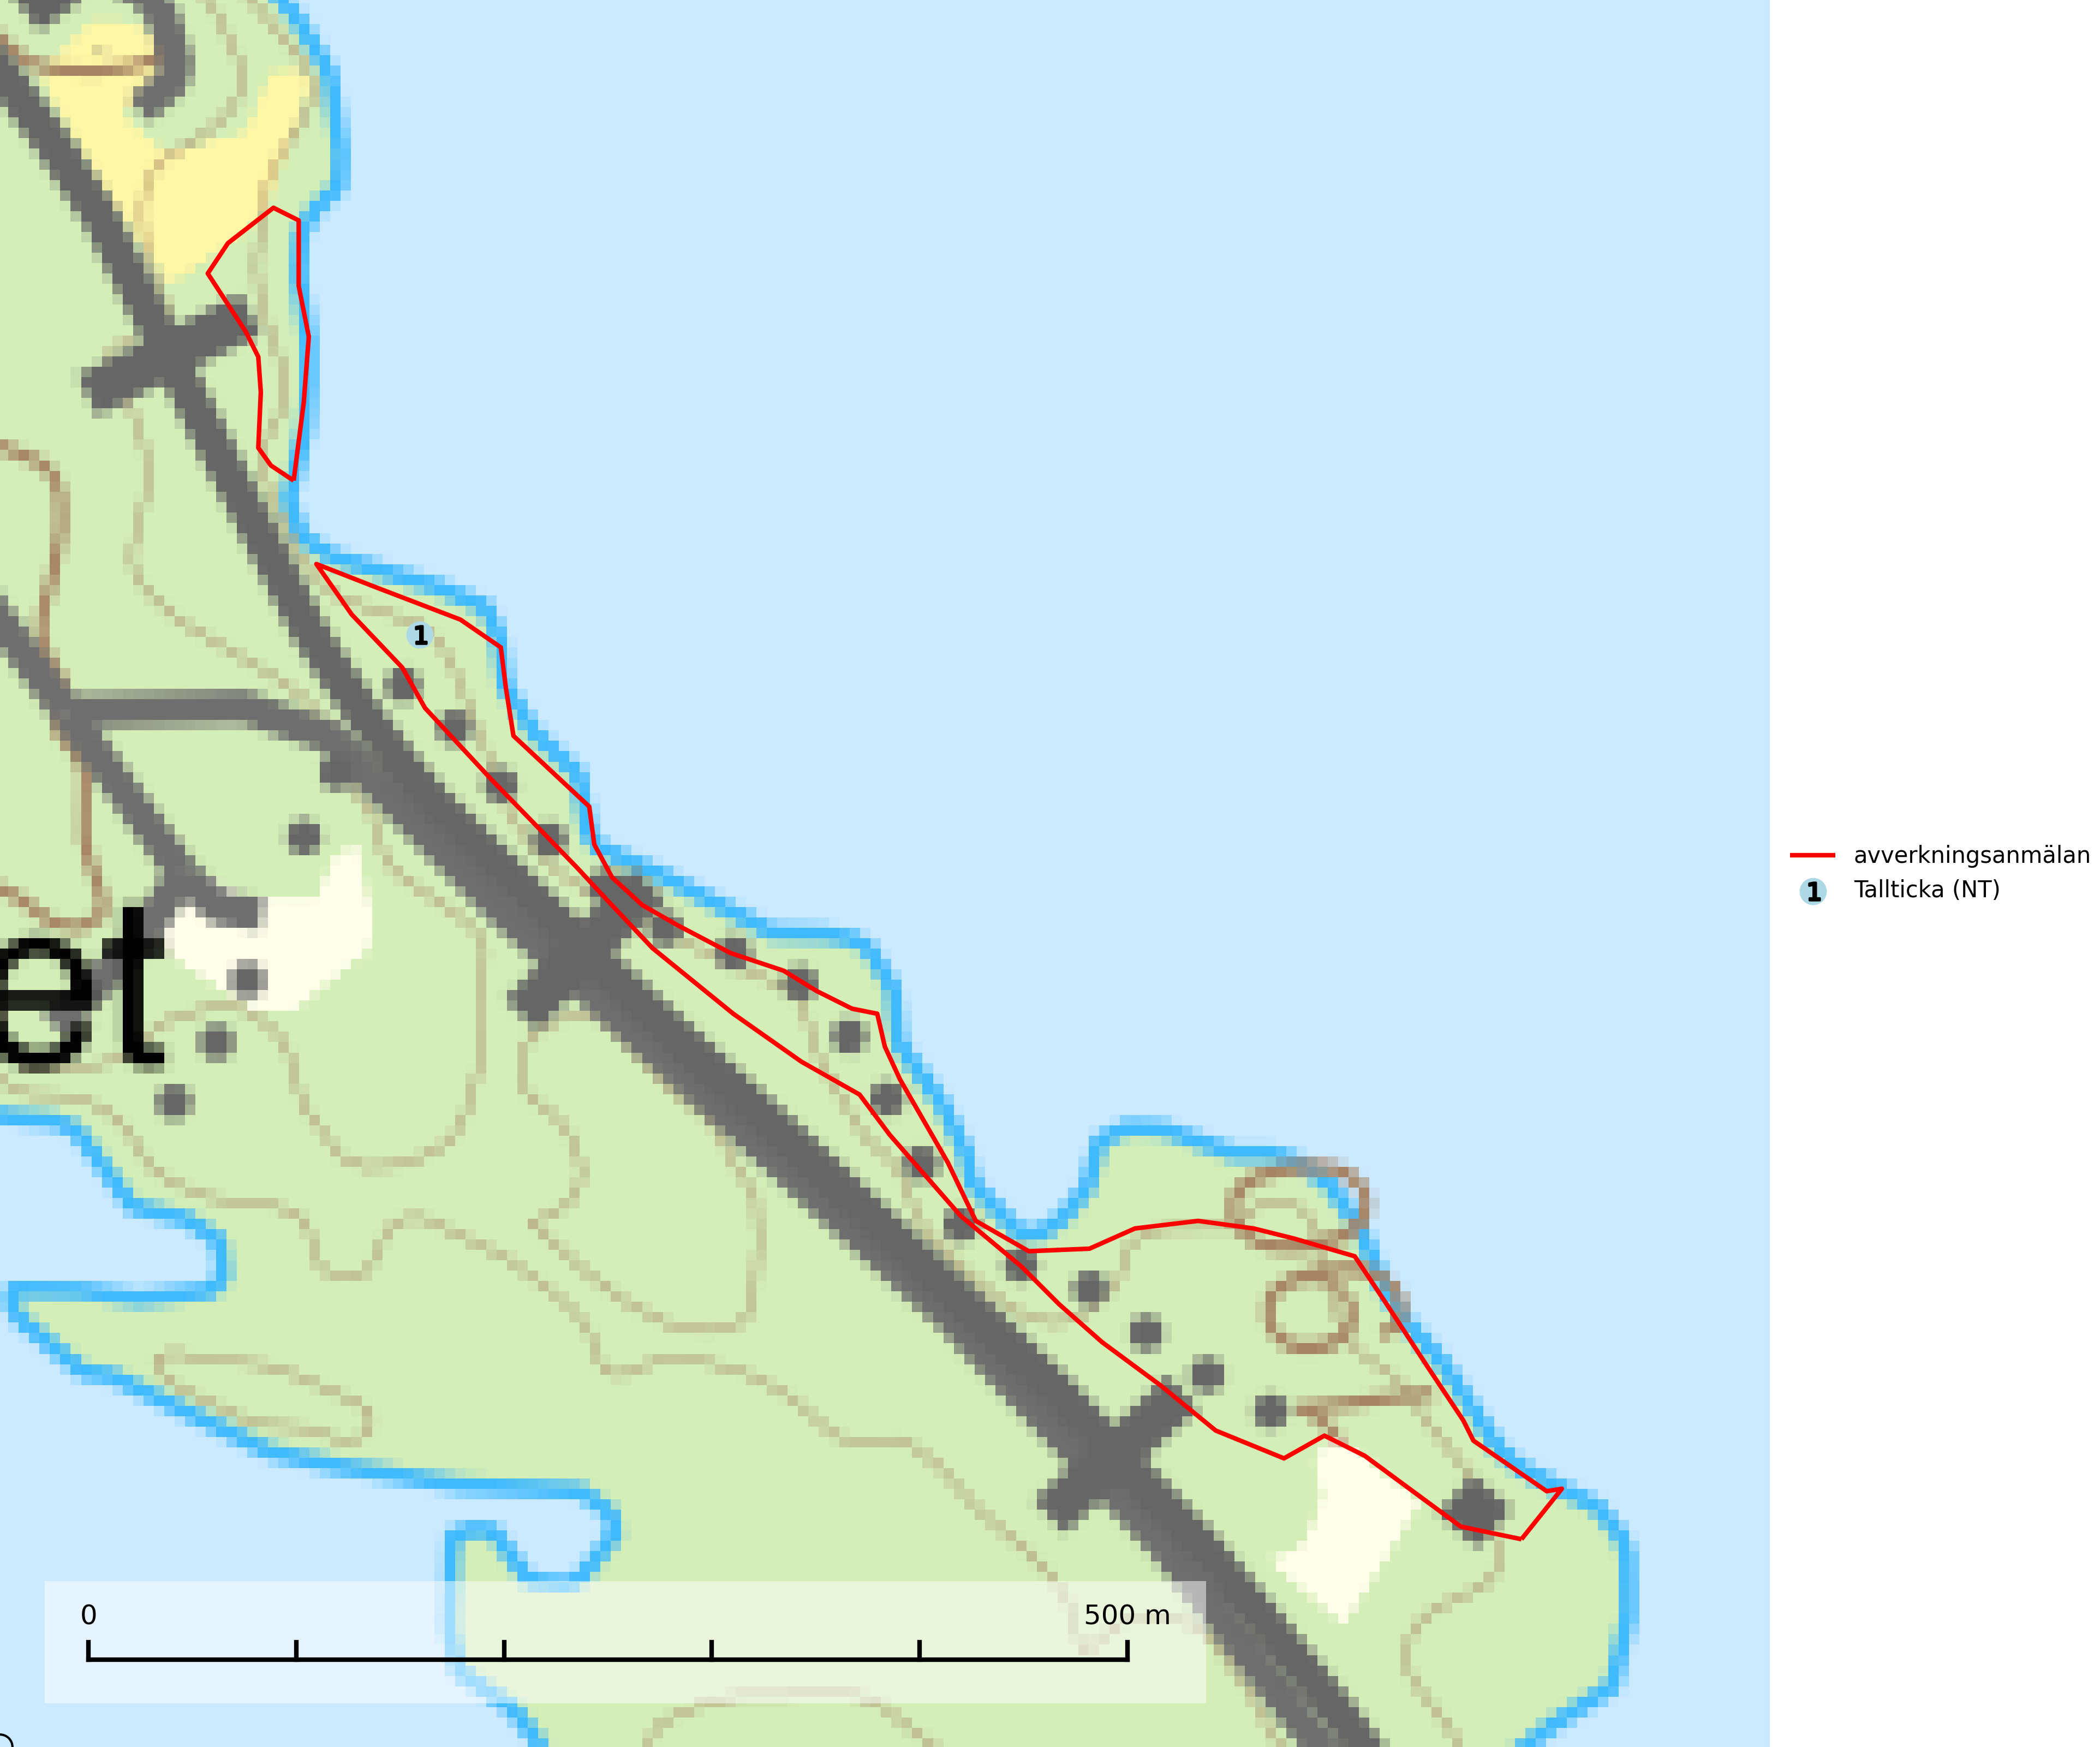 1
et
avverkningsanmälan
1 Tallticka (NT)
0 500 m